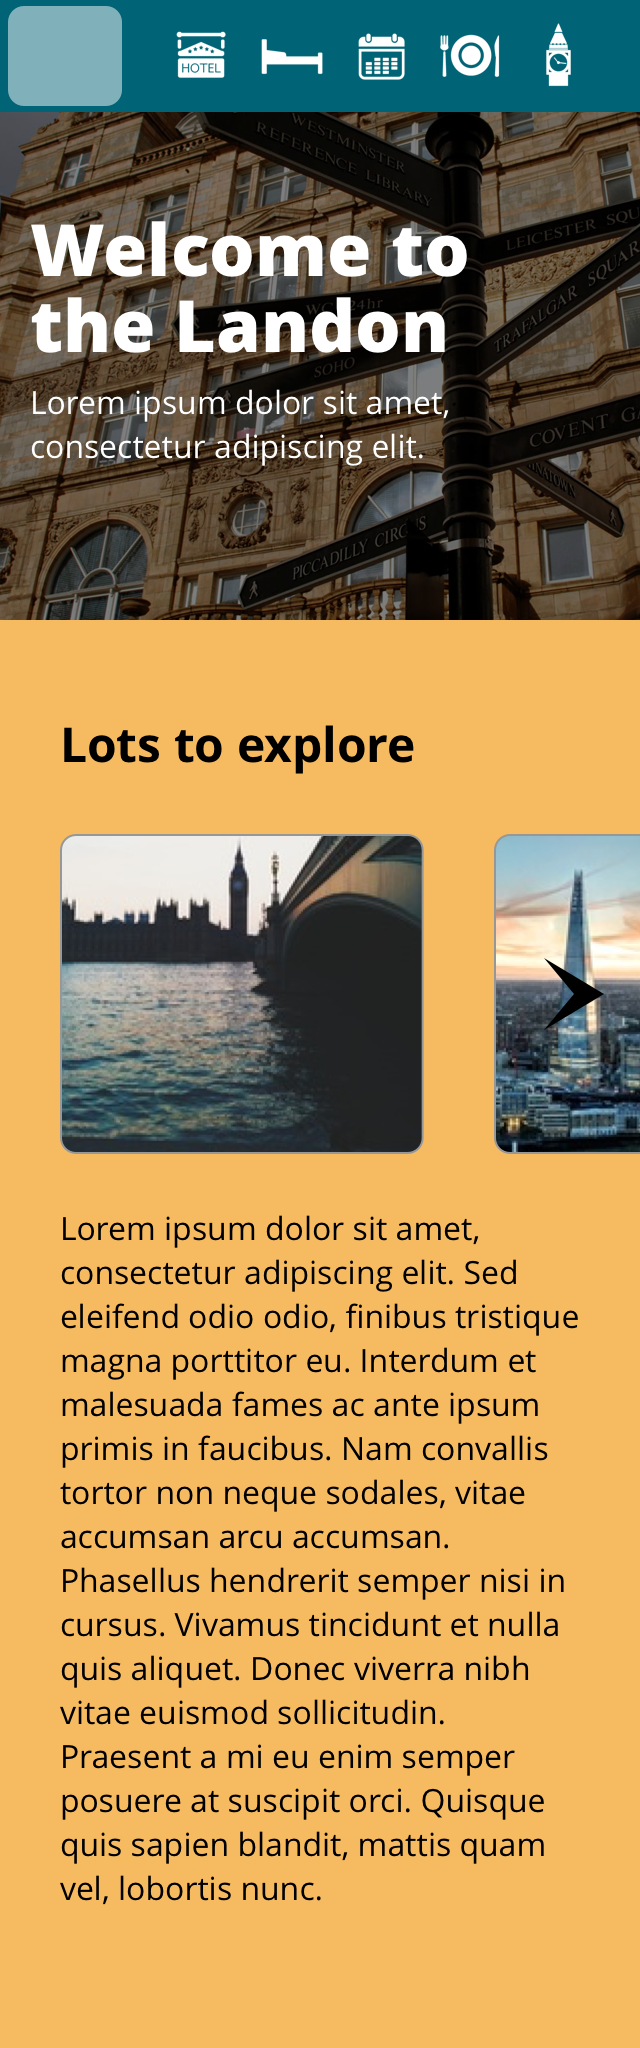 HOTEL
WESTMINSTER
REFERENCE LIBRARY
LEICESTER SQU
Welcome to
TRAFALGAR SQUAR
WC 24hr
the Landon
SOHO
Lorem ipsum dolor sit amet,
COVENT GA
consectetur adipiscing elit.
PICCADILLY CIRCUS
Lots to explore
Lorem ipsum dolor sit amet,
consectetur adipiscing elit. Sed
eleifend odio odio, finibus tristique
magna porttitor eu. Interdum et
malesuada fames ac ante ipsum
primis in faucibus. Nam convallis
tortor non neque sodales, vitae
accumsan arcu accumsan.
Phasellus hendrerit semper nisi in
cursus. Vivamus tincidunt et nulla
quis aliquet. Donec viverra nibh
vitae euismod sollicitudin.
Praesent a mi eu enim semper
posuere at suscipit orci. Quisque
quis sapien blandit, mattis quam
vel, lobortis nunc.